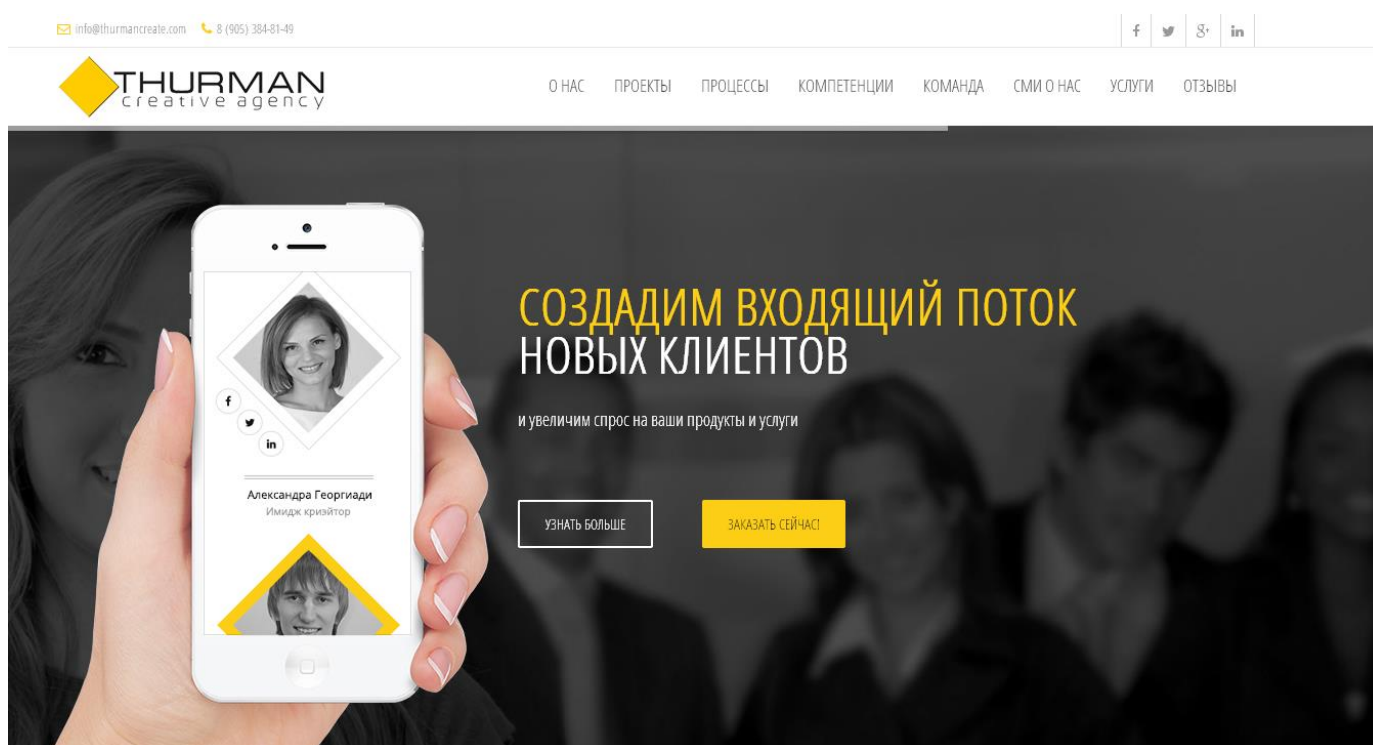 info@thurmancreate.com 8 (905) 384-81-49
THURMAN
creative agency
О НАС ПРОЕКТЫ ПРОЦЕССЫ КОМПЕТЕНЦИИ КОМАНДА СМИ О НАС УСЛУГИ ОТЗЫВЫ
СОЗДАДИМ ВХОДЯЩИЙ ПОТОК
НОВЫХ КЛИЕНТОВ
и увеличим спрос на ваши продукты и услуги
УЗНАТЬ БОЛЬШЕ ЗАКАЗАТЬ СЕЙЧАС!
Александра Георгиади
Имидж криэйтор